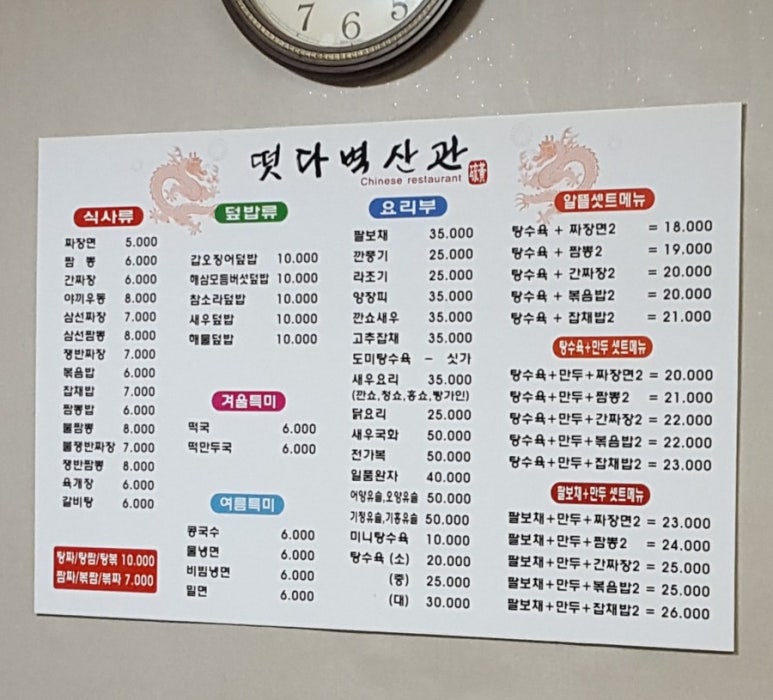 7 6 5
떳다벽산관
Chinese restaurant
식사류
짜장면 5.000
짬 뽕 6.000
간짜장 6.000
야끼우동 8.000
삼선짜장 7.000
삼선짬뽕 8.000
쟁반짜장 7.000
볶음밥 6.000
잡채밥 7.000
짬뽕밥 6.000
불짬뽕 8.000
불쟁반짜장 7.000
쟁반짬뽕 8.000
육개장 6.000
갈비탕 6.000
탕짜/탕짬/탕볶 10.000
짬짜/볶짬/볶짜 7.000
덮밥류
갑오징어덮밥 10.000
해삼모듬버섯덮밥 10.000
참소라덮밥 10.000
새우덮밥 10.000
해물덮밥 10.000
겨울특미
떡국 6.000
떡만두국 6.000
여름특미
콩국수 6.000
물냉면 6.000
비빔냉면 6.000
밀면 6.000
요리부
팔보채 35.000
깐풍기 25.000
라조기 25.000
양장피 35.000
깐쇼새우 35.000
고추잡채 35.000
도미탕수육 - 싯가
새우요리 35.000
(깐쇼,청쇼,홍쇼,빵가인)
닭요리 25.000
새우국화 50.000
전가복 50.000
일품완자 40.000
어양유슬,오양유슬 50.000
기정유슬,기홍유슬 50.000
미니탕수육 10.000
탕수육 (소) 20.000
(중) 25.000
(대) 30.000
알뜰셋트메뉴
탕수육 + 짜장면2 = 18.000
탕수육 + 짬뽕2 = 19.000
탕수육 + 간짜장2 = 20.000
탕수육 + 볶음밥2 = 20.000
탕수육 + 잡채밥2 = 21.000
탕수육+만두 셋트메뉴
탕수육+만두+짜장면2 = 20.000
탕수육+만두+짬뽕2 = 21.000
탕수육+만두+간짜장2 = 22.000
탕수육+만두+볶음밥2 = 22.000
탕수육+만두+잡채밥2 = 23.000
팔보채+만두 셋트메뉴
팔보채+만두+짜장면2 = 23.000
팔보채+만두+짬뽕2 = 24.000
팔보채+만두+간짜장2 = 25.000
팔보채+만두+볶음밥2 = 25.000
팔보채+만두+잡채밥2 = 26.000